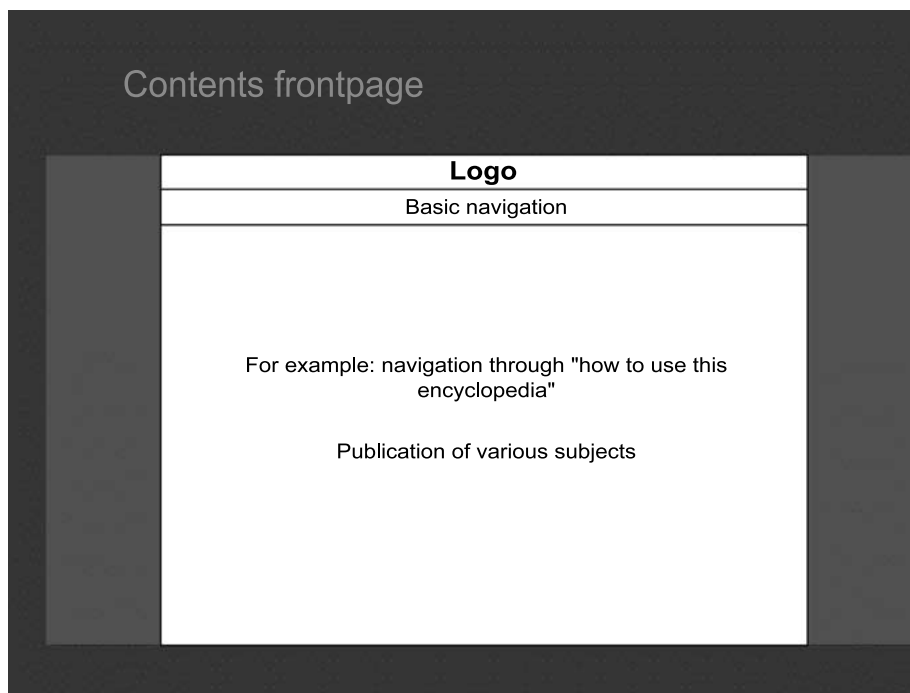 Contents frontpage
Logo
Basic navigation
For example: navigation through "how to use this
encyclopedia"
Publication of various subjects